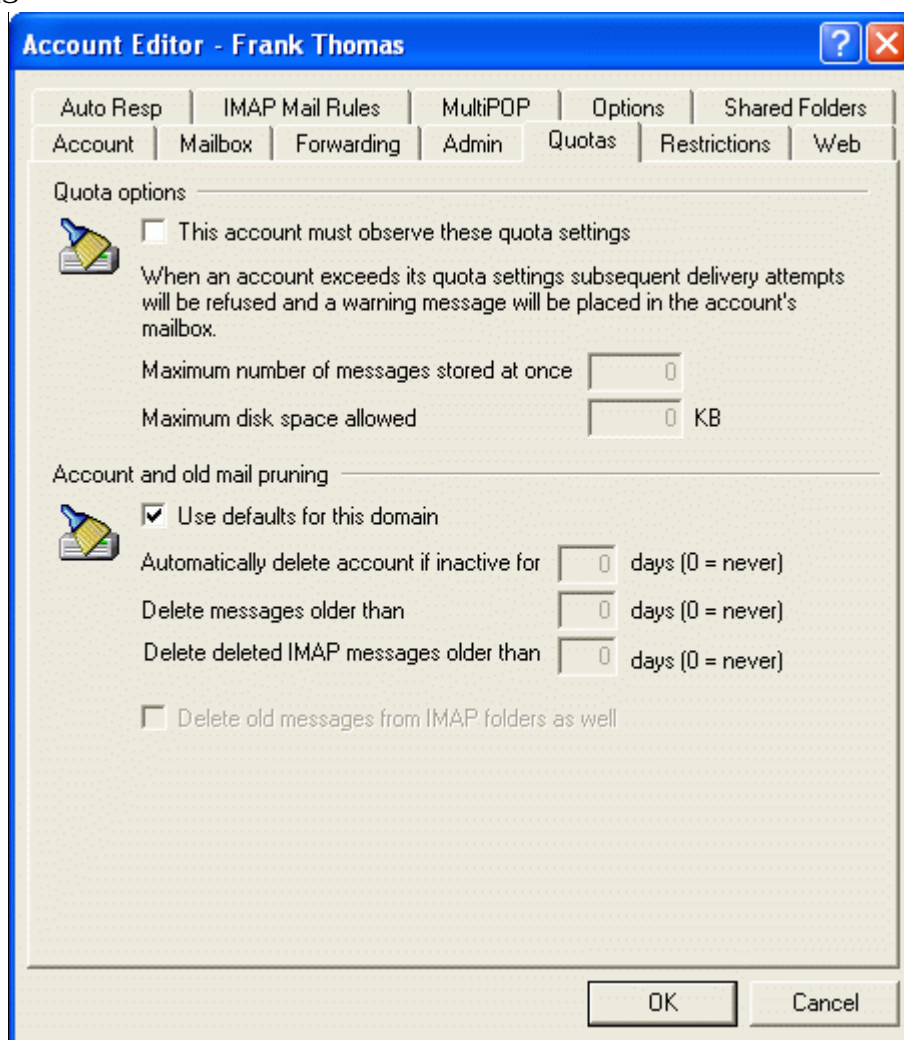 Account Editor - Frank Thomas
Auto Resp IMAP Mail Rules MultiPOP Options Shared Folders
Account Mailbox Forwarding Admin Quotas Restrictions Web
Quota options
This account must observe these quota settings
When an account exceeds its quota settings subsequent delivery attempts
will be refused and a warning message will be placed in the account's
mailbox.
Maximum number of messages stored at once 0
Maximum disk space allowed 0 KB
Account and old mail pruning
Use defaults for this domain
Automatically delete account if inactive for 0 days (0 = never)
Delete messages older than 0 days (0 = never)
Delete deleted IMAP messages older than 0 days (0 = never)
Delete old messages from IMAP folders as well
OK Cancel